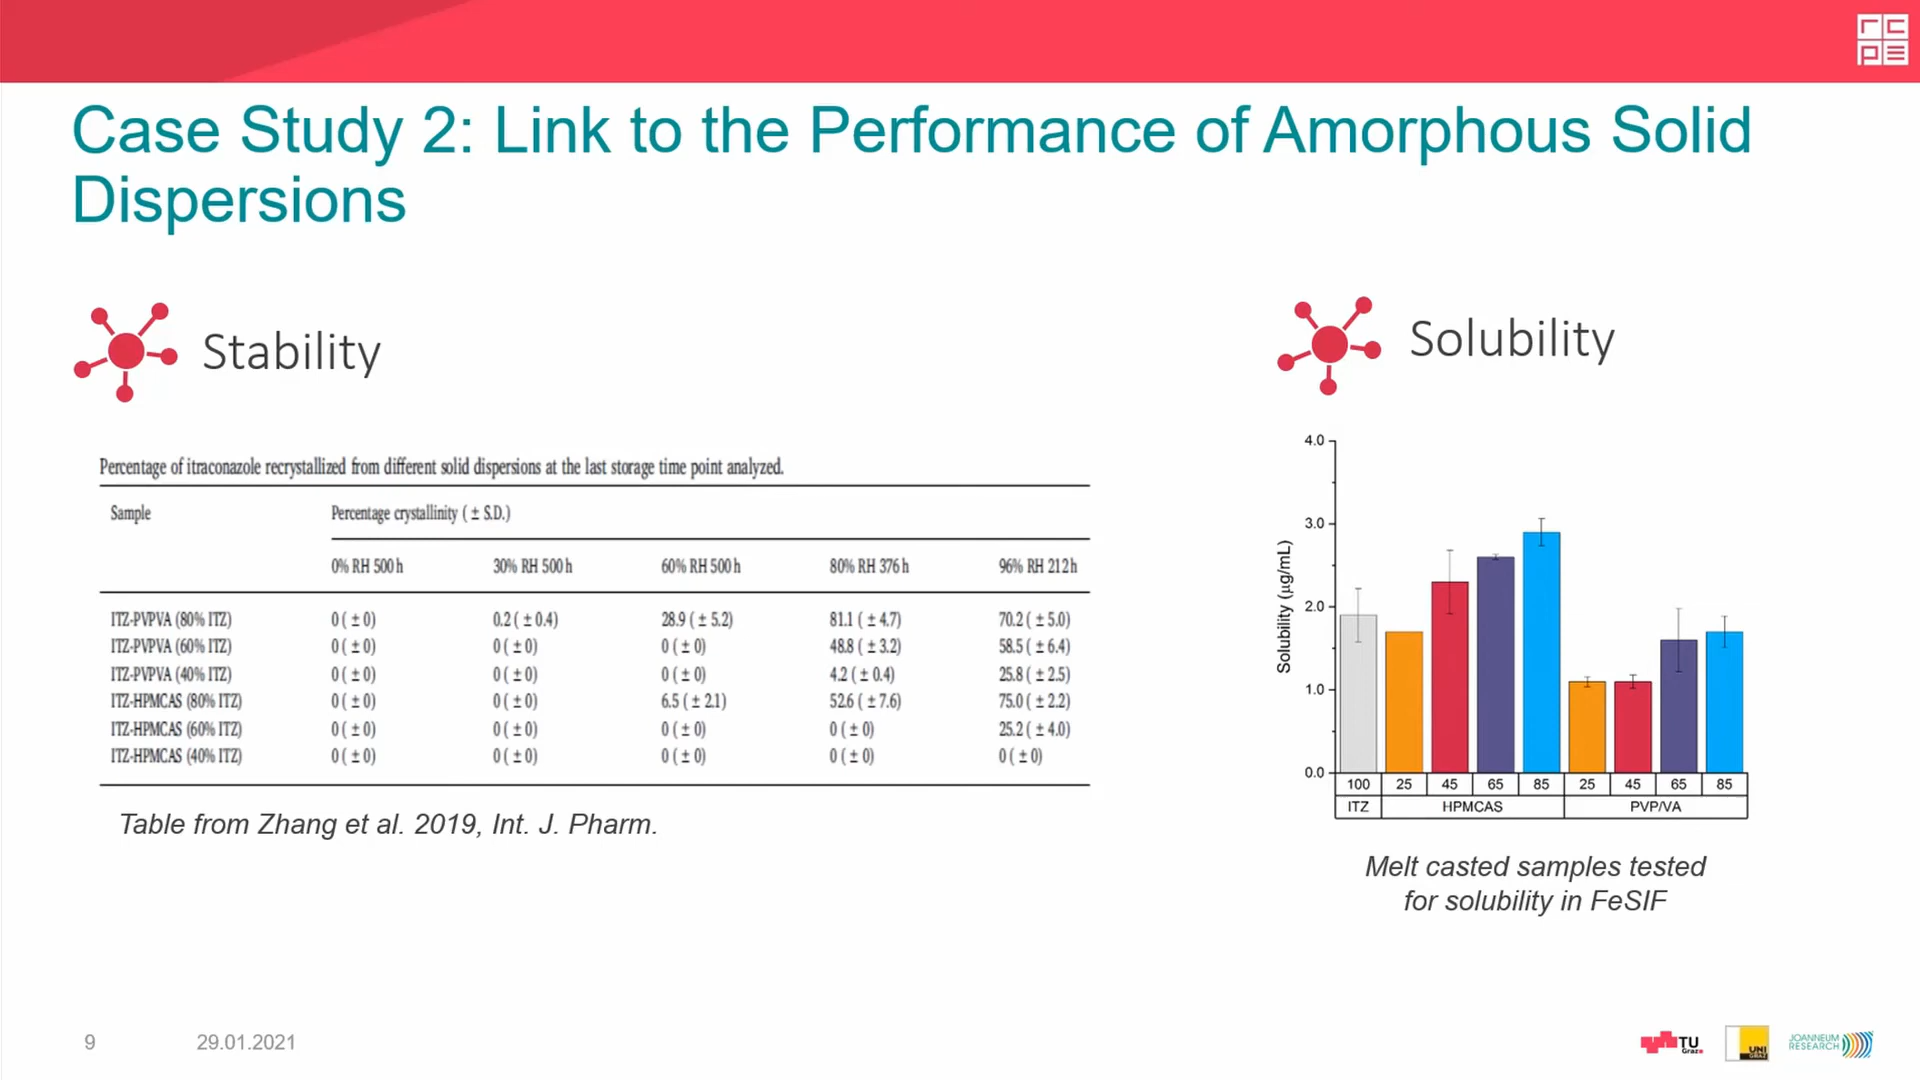 rc
pe
Case Study 2: Link to the Performance of Amorphous Solid
Dispersions
Stability
Percentage of itraconazole recrystallized from different solid dispersions at the last storage time point analyzed.
Sample Percentage crystallinity ( ± S.D.)
0% RH 500 h 30% RH 500 h 60% RH 500 h 80% RH 376 h 96% RH 212 h
ITZ-PVPVA (80% ITZ) 0 ( ± 0) 0.2 ( ± 0.4) 28.9 ( ± 5.2) 81.1 ( ± 4.7) 70.2 ( ± 5.0)
ITZ-PVPVA (60% ITZ) 0 ( ± 0) 0 ( ± 0) 0 ( ± 0) 48.8 ( ± 3.2) 58.5 ( ± 6.4)
ITZ-PVPVA (40% ITZ) 0 ( ± 0) 0 ( ± 0) 0 ( ± 0) 4.2 ( ± 0.4) 25.8 ( ± 2.5)
ITZ-HPMCAS (80% ITZ) 0 ( ± 0) 0 ( ± 0) 6.5 ( ± 2.1) 52.6 ( ± 7.6) 75.0 ( ± 2.2)
ITZ-HPMCAS (60% ITZ) 0 ( ± 0) 0 ( ± 0) 0 ( ± 0) 0 ( ± 0) 25.2 ( ± 4.0)
ITZ-HPMCAS (40% ITZ) 0 ( ± 0) 0 ( ± 0) 0 ( ± 0) 0 ( ± 0) 0 ( ± 0)
Table from Zhang et al. 2019, Int. J. Pharm.
Solubility
Solubility (µg/mL)
4.0
3.0
2.0
1.0
0.0
100 25 45 65 85 25 45 65 85
ITZ HPMCAS PVP/VA
Melt casted samples tested
for solubility in FeSIF
9 29.01.2021
TU
Graz
UNI
GRAZ
JOANNEUM
RESEARCH